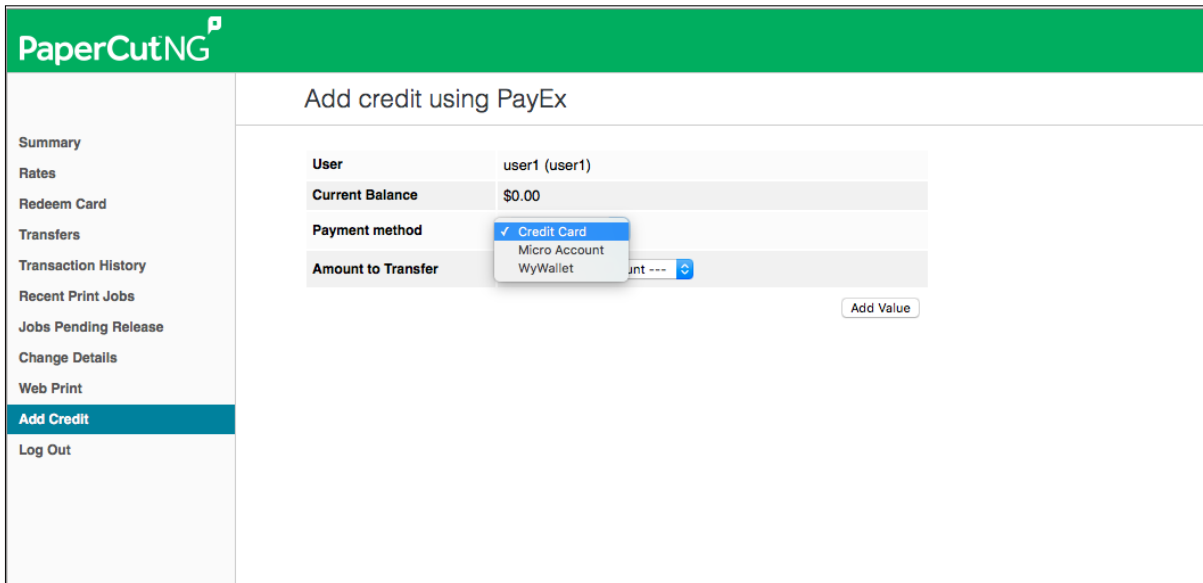 PaperCutNG
Add credit using PayEx
Summary
Rates
Redeem Card
Transfers
Transaction History
Recent Print Jobs
Jobs Pending Release
Change Details
Web Print
Add Credit
Log Out
User user1 (user1)
Current Balance $0.00
Payment method ✓ Credit Card
Micro Account
WyWallet
Amount to Transfer ---
Add Value